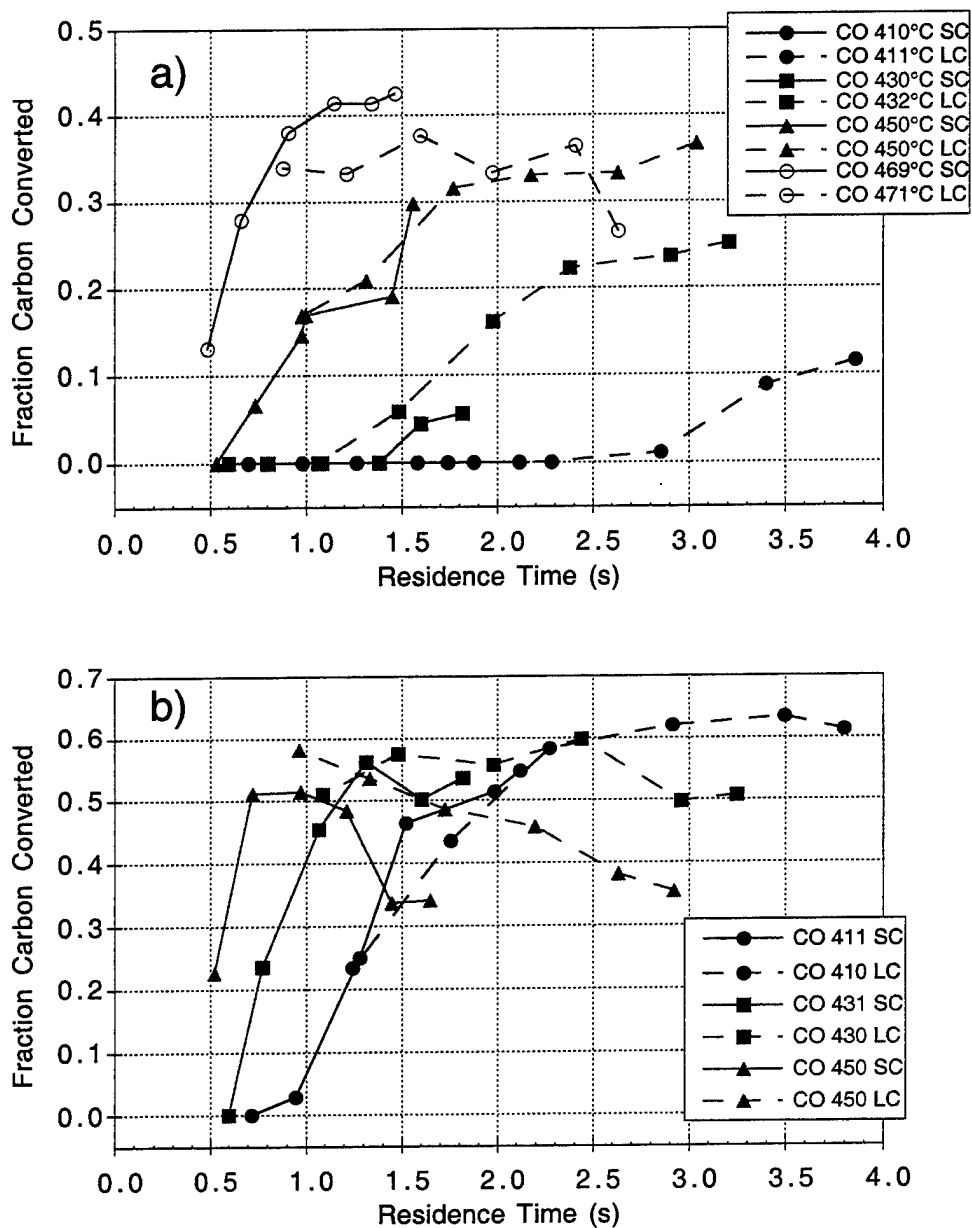 a)
0.5
0.4
0.3
0.2
0.1
0.0
Fraction Carbon Converted
0.0 0.5 1.0 1.5 2.0 2.5 3.0 3.5 4.0
Residence Time (s)
CO 410°C SC
CO 411°C LC
CO 430°C SC
CO 432°C LC
CO 450°C SC
CO 450°C LC
CO 469°C SC
CO 471°C LC
b)
0.7
0.6
0.5
0.4
0.3
0.2
0.1
0.0
Fraction Carbon Converted
0.0 0.5 1.0 1.5 2.0 2.5 3.0 3.5 4.0
Residence Time (s)
CO 411 SC
CO 410 LC
CO 431 SC
CO 430 LC
CO 450 SC
CO 450 LC